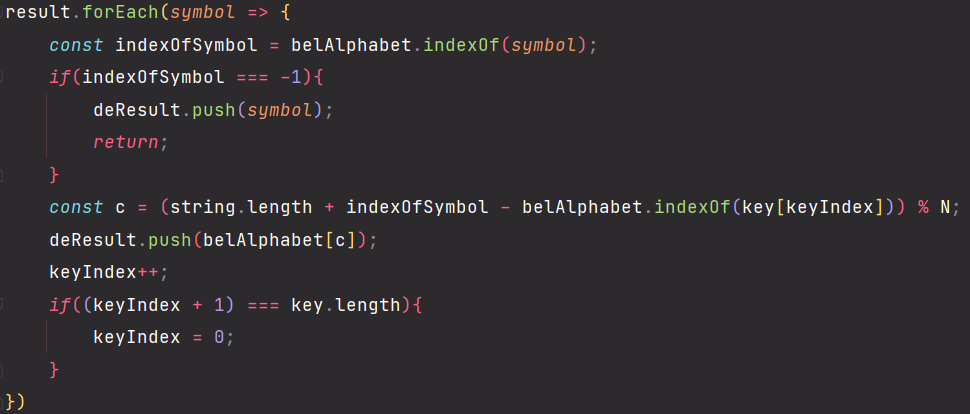 result.forEach(symbol => {
    const indexOfSymbol = belAlphabet.indexOf(symbol);
    if(indexOfSymbol === -1){
        deResult.push(symbol);
        return;
    }
    const c = (string.length + indexOfSymbol - belAlphabet.indexOf(key[keyIndex])) % N;
    deResult.push(belAlphabet[c]);
    keyIndex++;
    if((keyIndex + 1) === key.length){
        keyIndex = 0;
    }
})